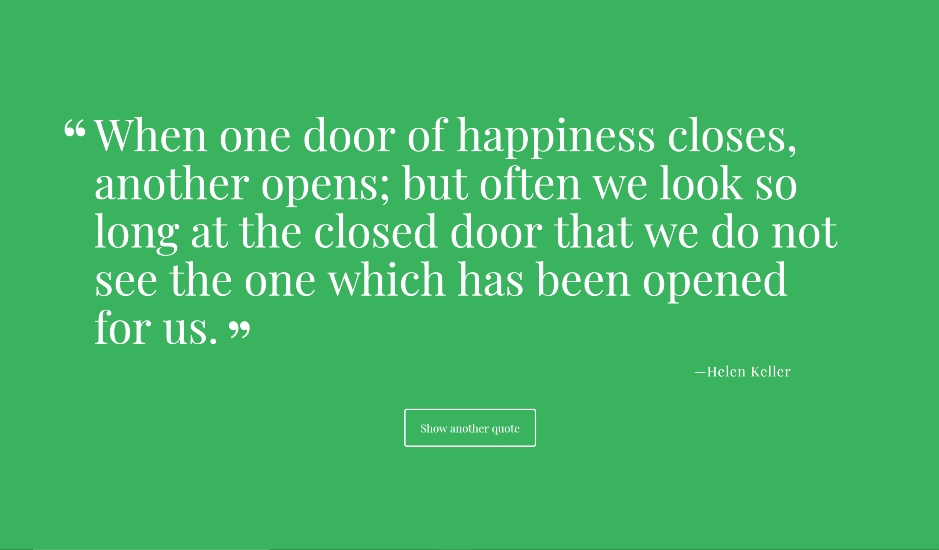 “ When one door of happiness closes,
another opens; but often we look so
long at the closed door that we do not
see the one which has been opened
for us. ”
—Helen Keller
Show another quote